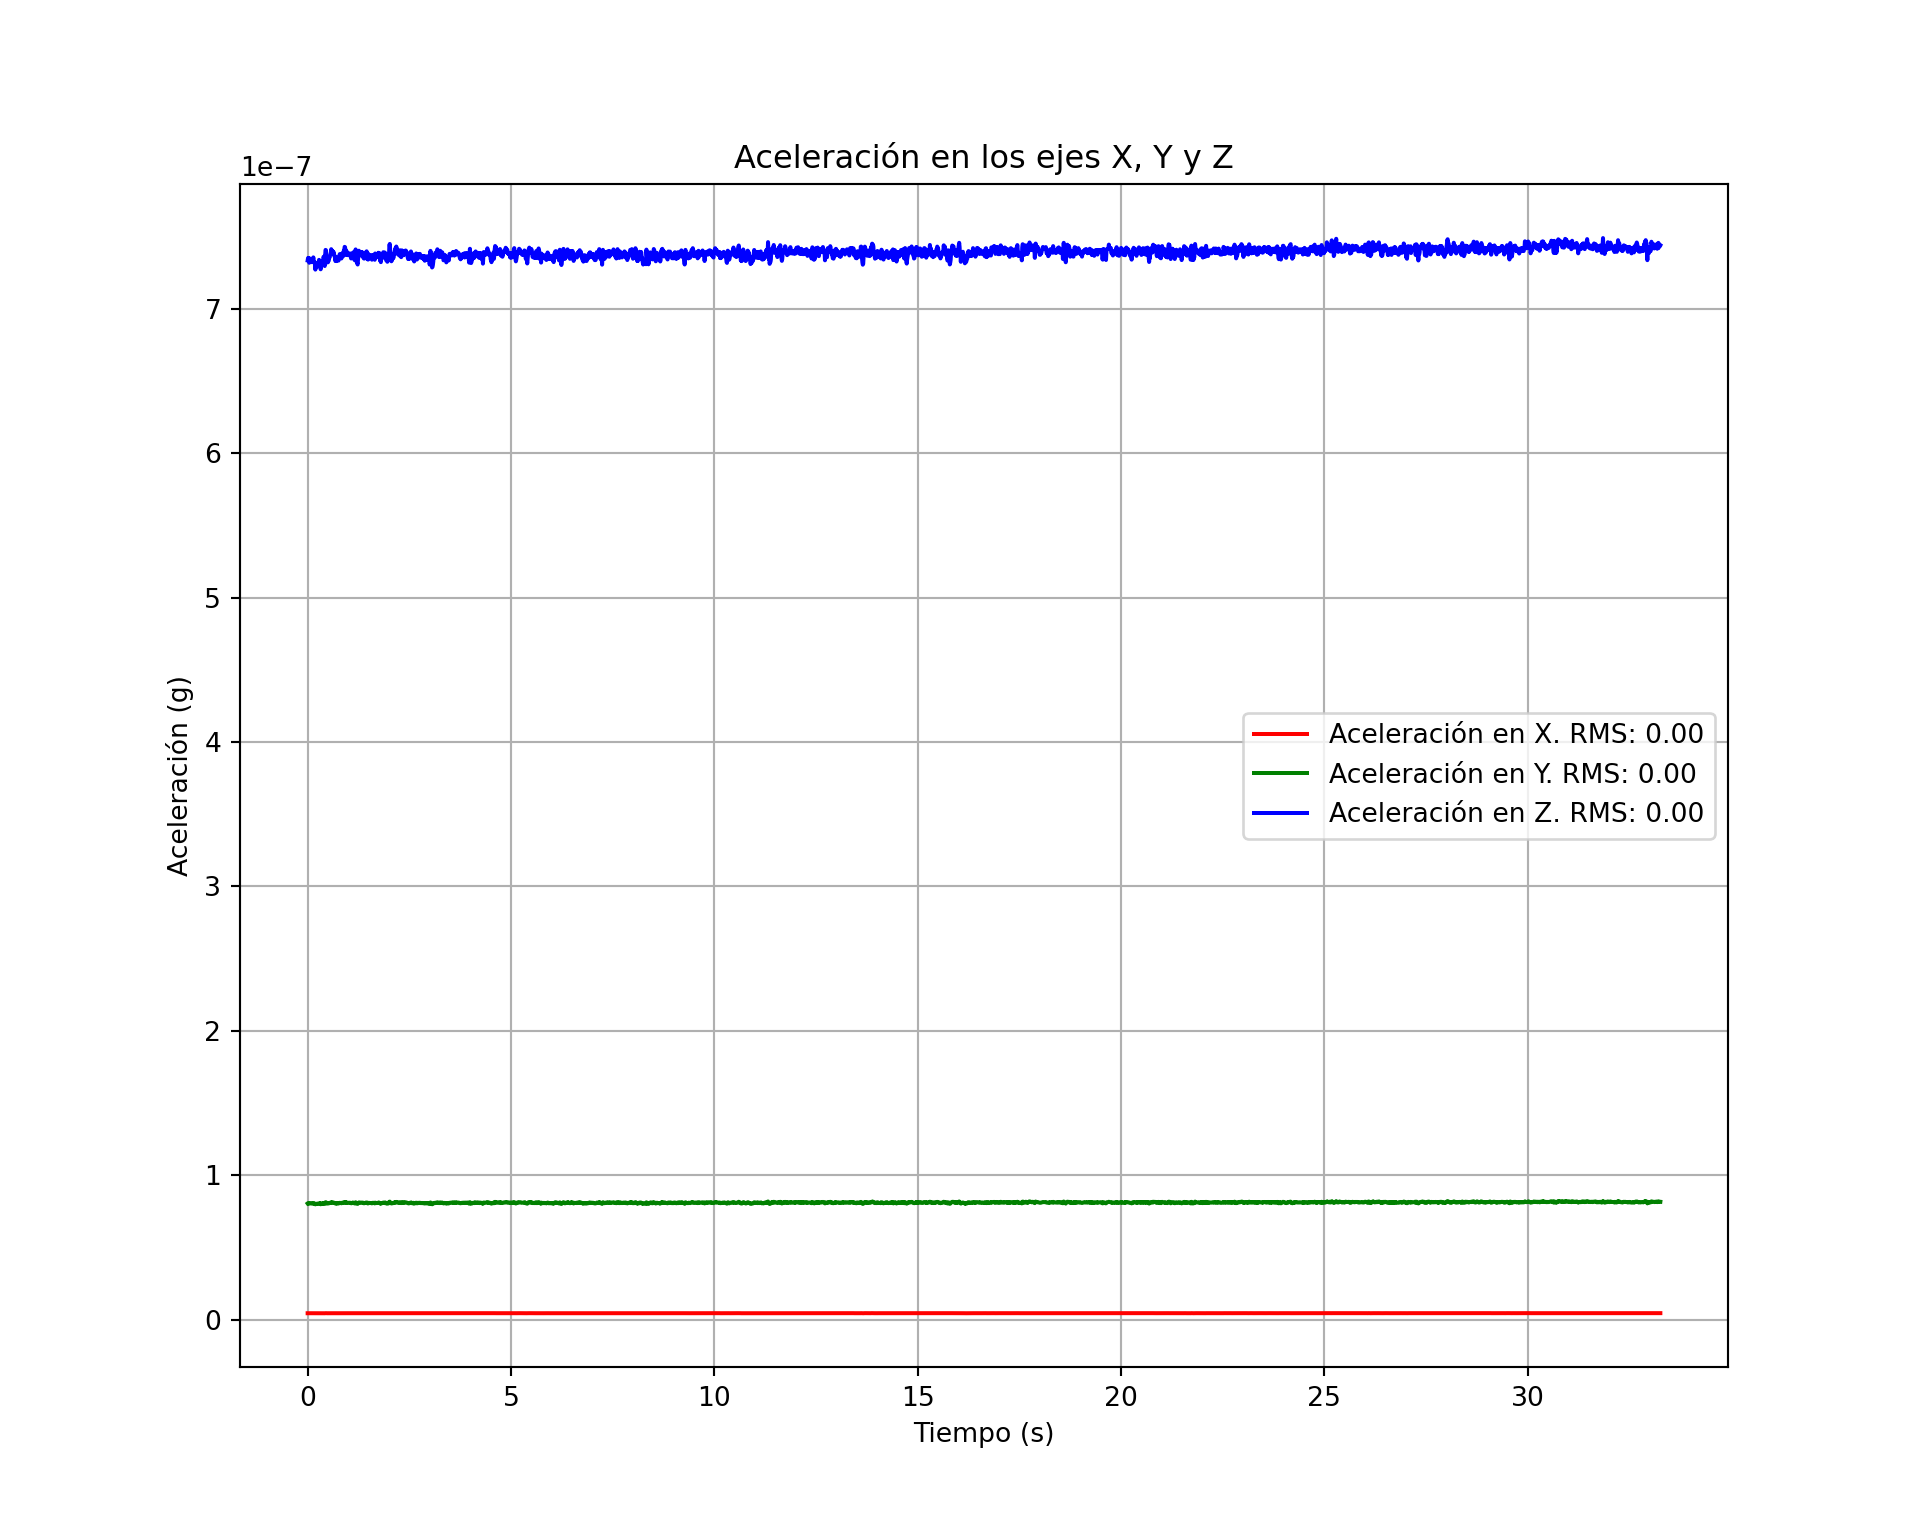 Aceleración en los ejes X, Y y Z
1e−7
7
6
5
4
3
2
1
0
Aceleración (g)
Aceleración en X. RMS: 0.00
Aceleración en Y. RMS: 0.00
Aceleración en Z. RMS: 0.00
0 5 10 15 20 25 30
Tiempo (s)